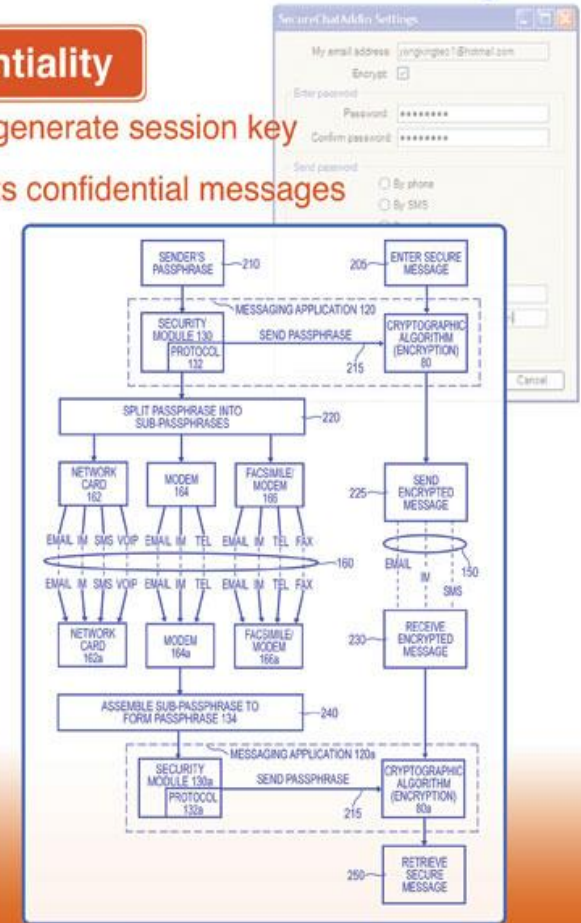 SecureChatAddin Settings
My email address:
Encrypt:
Enter password
Password: ********
Confirm password: ********
Send password
By phone
By SMS
Cancel
ntiality
generate session key
ts confidential messages
SENDER'S
PASSPHRASE
210
205
ENTER SECURE
MESSAGE
MESSAGING APPLICATION 120
SECURITY
MODULE 130
PROTOCOL
132
SEND PASSPHRASE
215
CRYPTOGRAPHIC
ALGORITHM
(ENCRYPTION)
80
SPLIT PASSPHRASE INTO
SUB-PASSPHRASES
220
NETWORK
CARD
162
MODEM
164
FACSIMILE/
MODEM
166
225
SEND
ENCRYPTED
MESSAGE
EMAIL IM SMS VOIP EMAIL IM TEL EMAIL IM TEL FAX
160
EMAIL IM SMS VOIP EMAIL IM TEL EMAIL IM TEL FAX
EMAIL
IM
SMS
150
NETWORK
CARD
162a
MODEM
164a
FACSIMILE/
MODEM
166a
230
RECEIVE
ENCRYPTED
MESSAGE
ASSEMBLE SUB-PASSPHRASE TO
FORM PASSPHRASE 134
240
MESSAGING APPLICATION 120a
SECURITY
MODULE 130a
PROTOCOL
132a
SEND PASSPHRASE
215
CRYPTOGRAPHIC
ALGORITHM
(ENCRYPTION)
80a
250
RETRIEVE
SECURE
MESSAGE